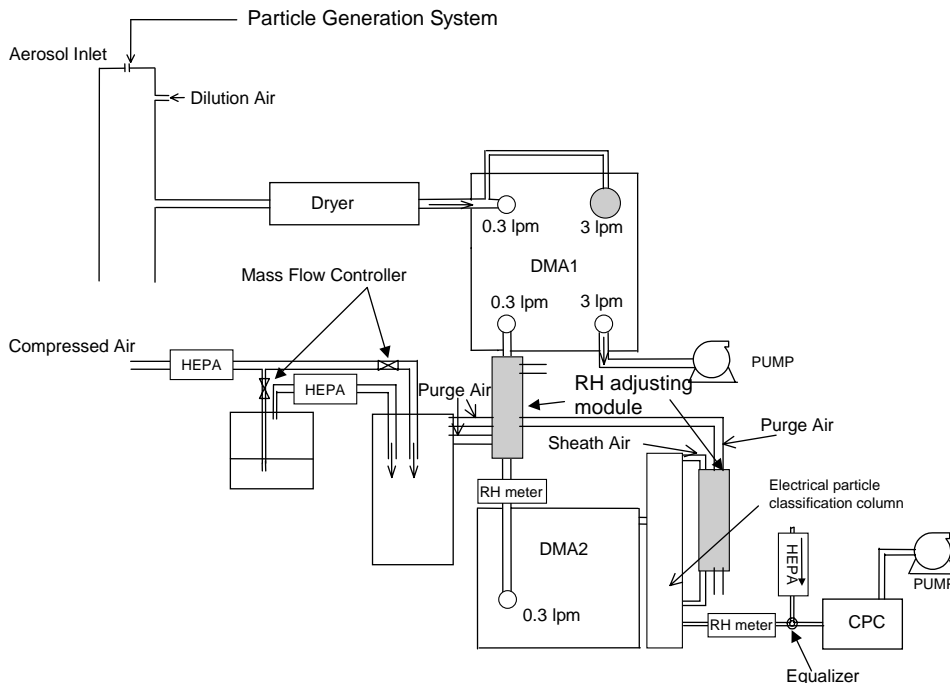 Particle Generation System
Aerosol Inlet
Dilution Air
Dryer
0.3 lpm
3 lpm
DMA1
Mass Flow Controller
0.3 lpm
3 lpm
Compressed Air
HEPA
PUMP
HEPA
Purge Air
RH adjusting
module
Purge Air
Sheath Air
RH meter
Electrical particle
classification column
DMA2
HEPA
PUMP
0.3 lpm
RH meter
CPC
Equalizer